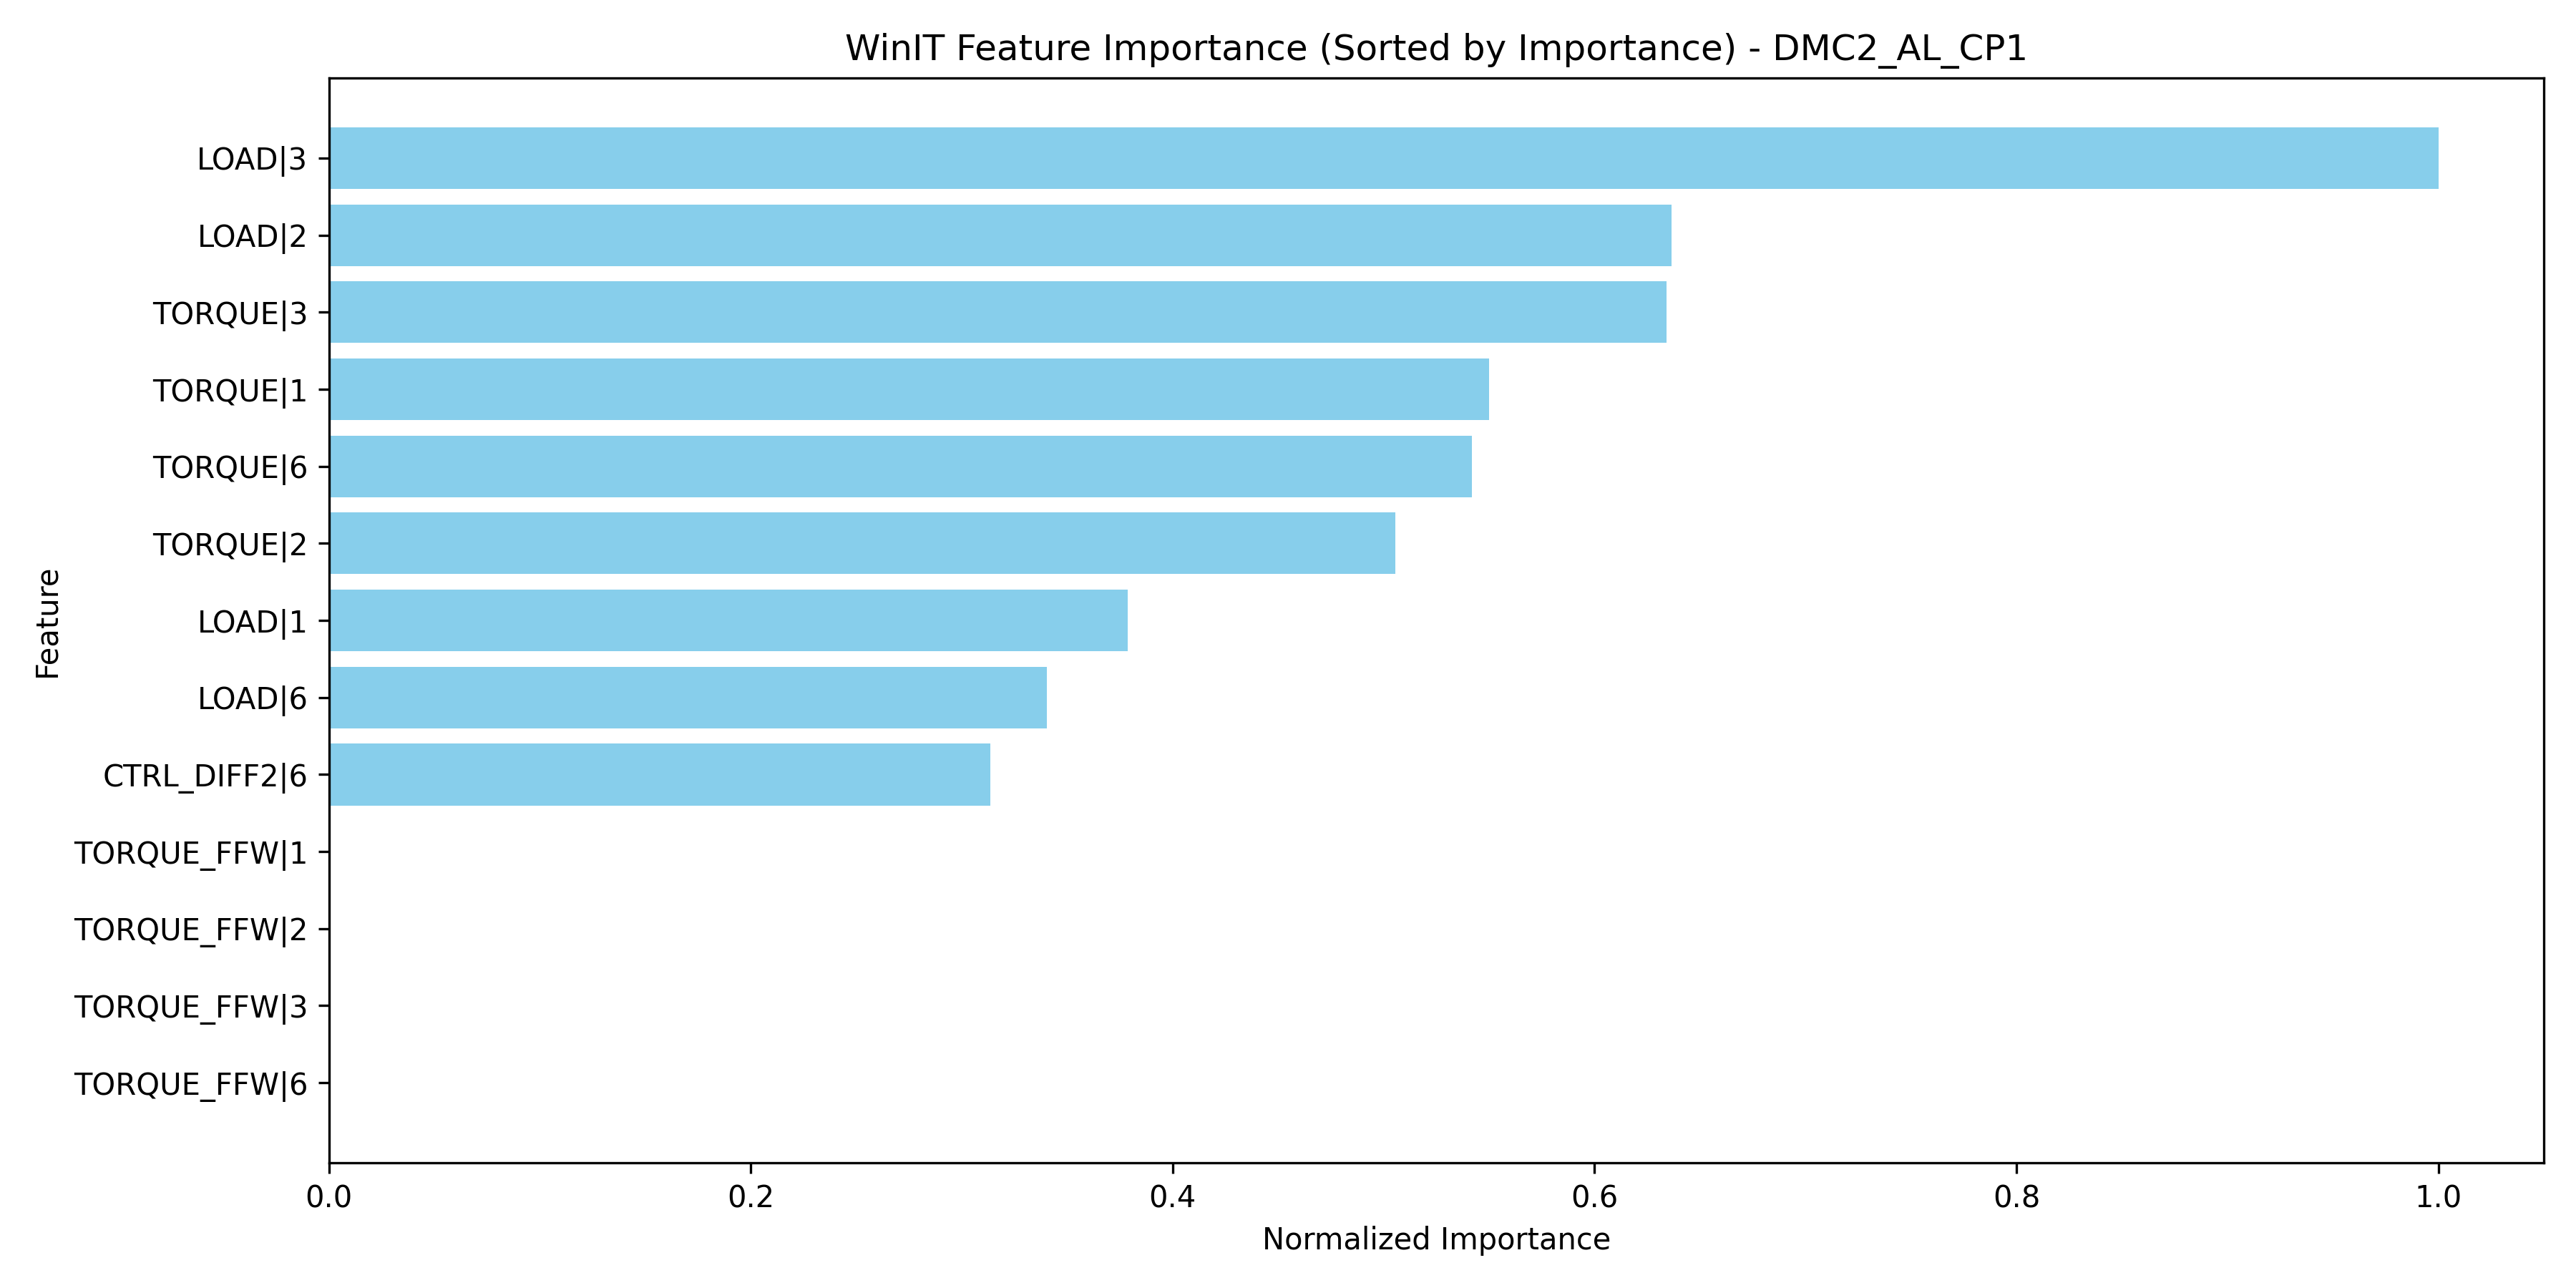 WinIT Feature Importance (Sorted by Importance) - DMC2_AL_CP1
LOAD|3
LOAD|2
TORQUE|3
TORQUE|1
TORQUE|6
TORQUE|2
LOAD|1
LOAD|6
CTRL_DIFF2|6
TORQUE_FFW|1
TORQUE_FFW|2
TORQUE_FFW|3
TORQUE_FFW|6
Feature
0.0 0.2 0.4 0.6 0.8 1.0
Normalized Importance